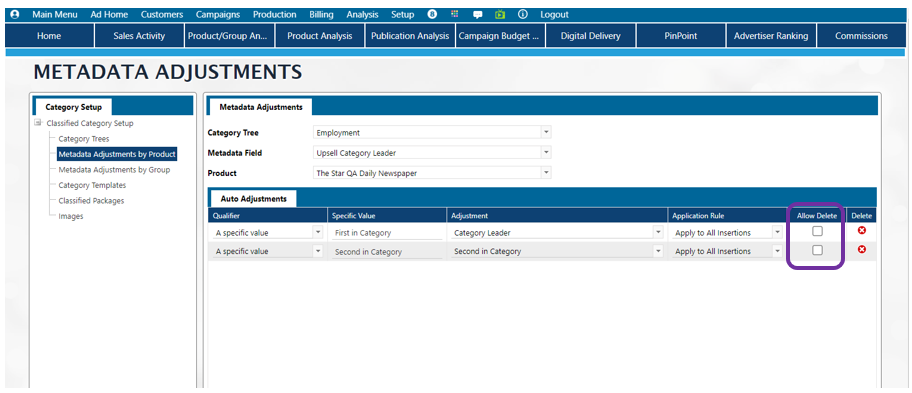 Main Menu Ad Home Customers Campaigns Production Billing Analysis Setup 8 Logout
Home Sales Activity Product/Group An... Product Analysis Publication Analysis Campaign Budget ... Digital Delivery PinPoint Advertiser Ranking Commissions
METADATA ADJUSTMENTS
Category Setup
Classified Category Setup
Category Trees
Metadata Adjustments by Product
Metadata Adjustments by Group
Category Templates
Classified Packages
Images
Metadata Adjustments
Category Tree Employment
Metadata Field Upsell Category Leader
Product The Star QA Daily Newspaper
Auto Adjustments
Qualifier Specific Value Adjustment Application Rule Allow Delete Delete
A specific value First in Category Category Leader Apply to All Insertions
A specific value Second in Category Second in Category Apply to All Insertions